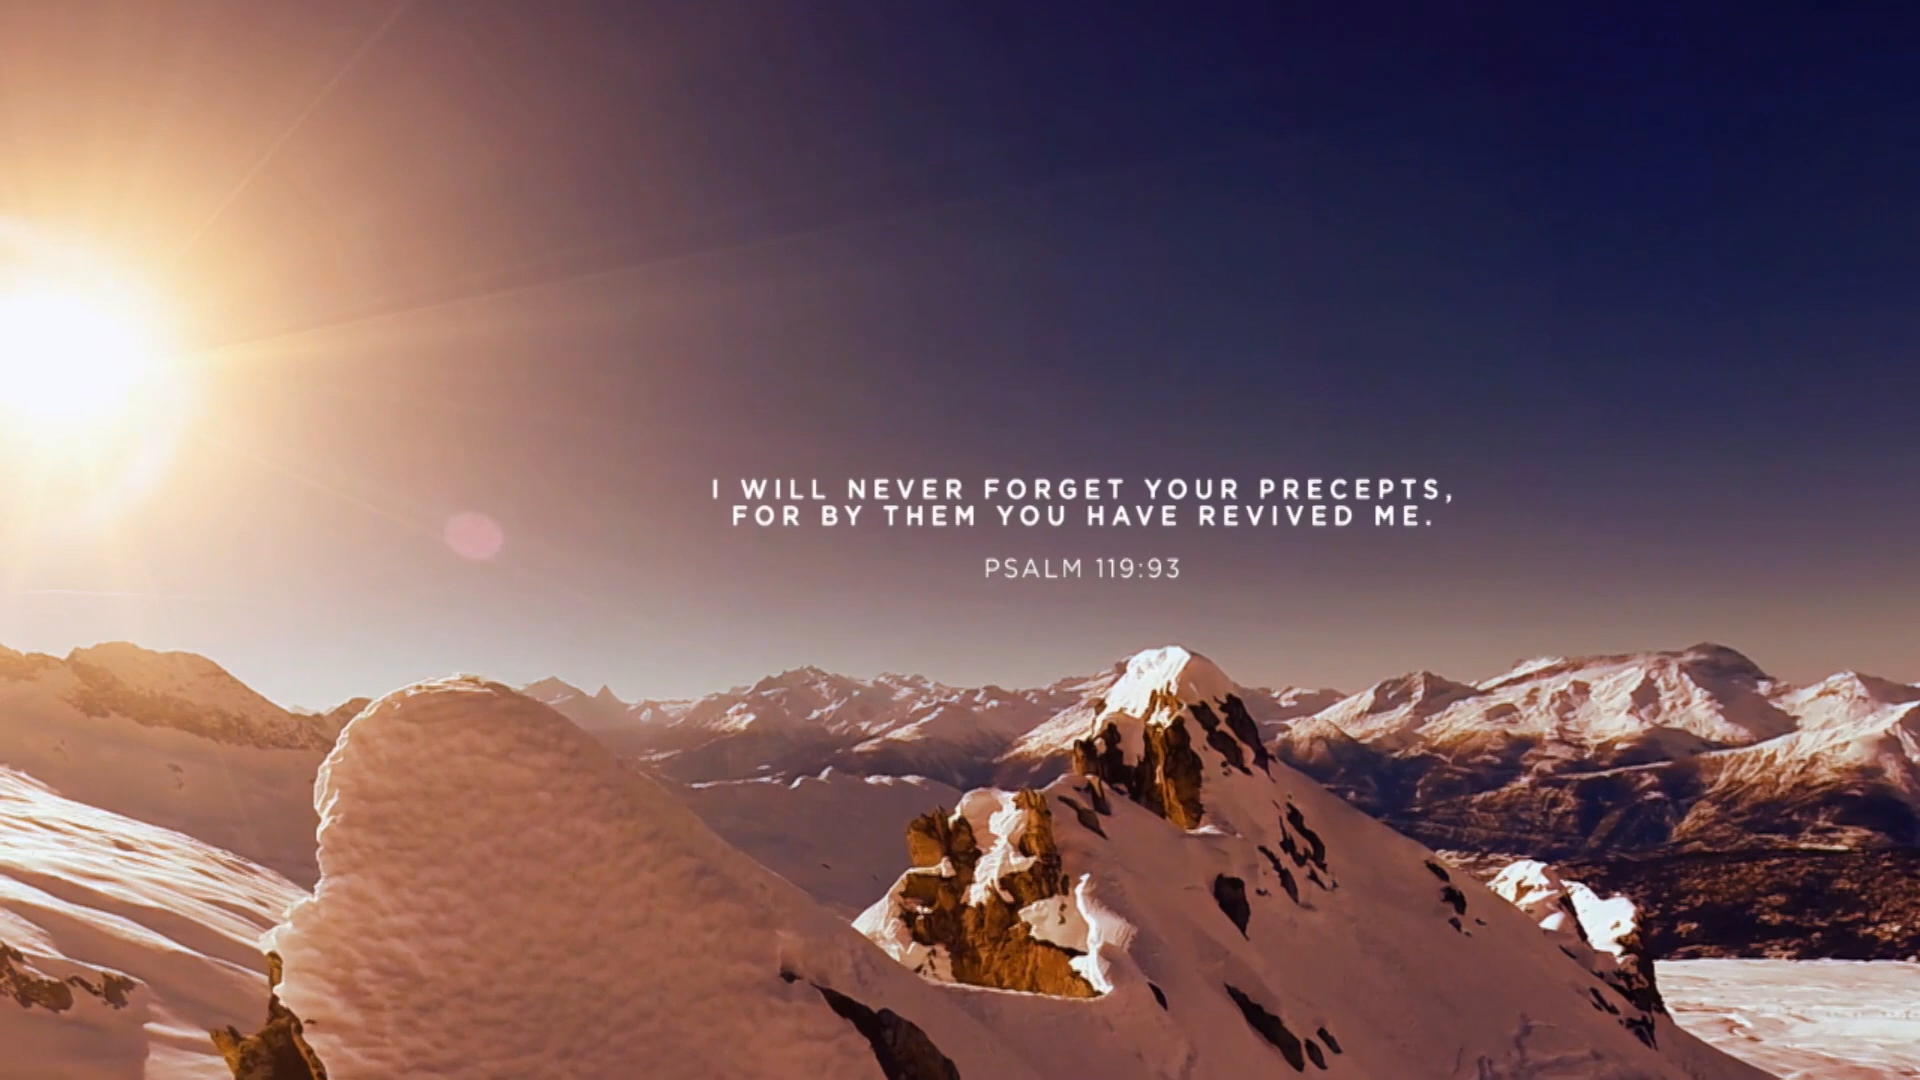 I WILL NEVER FORGET YOUR PRECEPTS,
FOR BY THEM YOU HAVE REVIVED ME.
PSALM 119:93